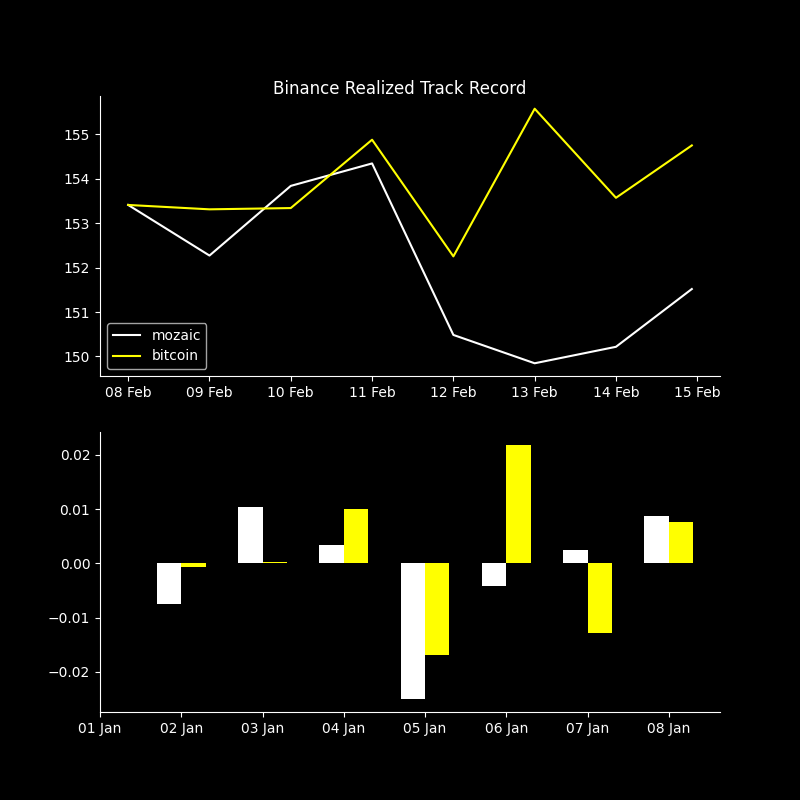 Binance Realized Track Record
155
154
153
152
151
150
mozaic
bitcoin
08 Feb 09 Feb 10 Feb 11 Feb 12 Feb 13 Feb 14 Feb 15 Feb
0.02
0.01
0.00
−0.01
−0.02
01 Jan 02 Jan 03 Jan 04 Jan 05 Jan 06 Jan 07 Jan 08 Jan